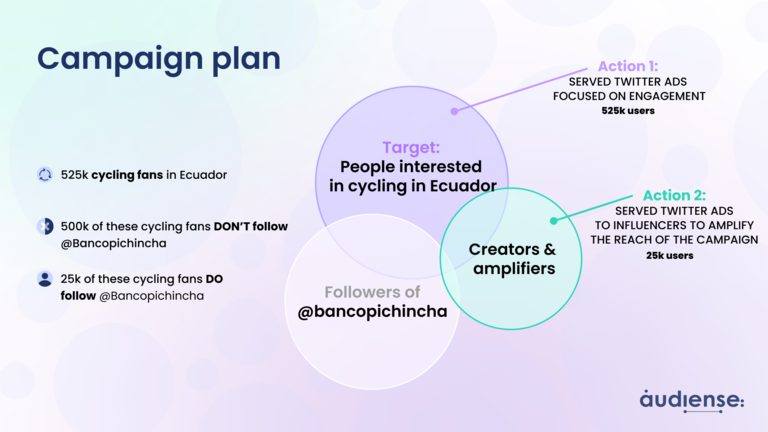 Campaign plan
525k cycling fans in Ecuador
500k of these cycling fans DON'T follow
@Bancopichincha
25k of these cycling fans DO
follow @Bancopichincha
Target:
People interested
in cycling in Ecuador
Creators &
amplifiers
Followers of
@bancopichincha
Action 1:
SERVED TWITTER ADS
FOCUSED ON ENGAGEMENT
525k users
Action 2:
SERVED TWITTER ADS
TO INFLUENCERS TO AMPLIFY
THE REACH OF THE CAMPAIGN
25k users
audiense: